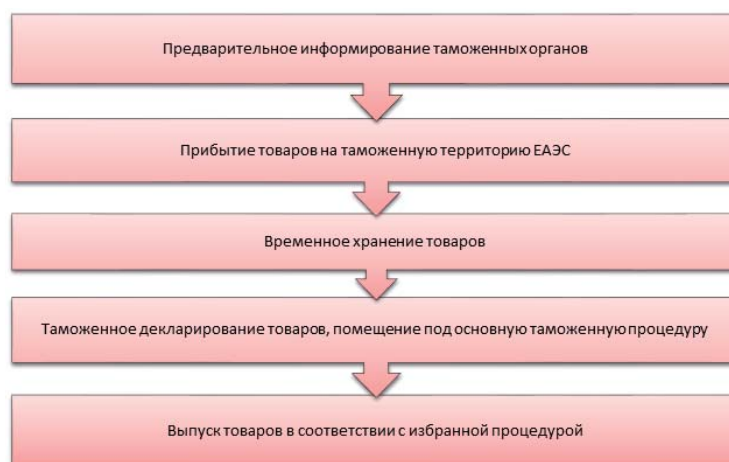 Предварительное информирование таможенных органов
Прибытие товаров на таможенную территорию ЕАЭС
Временное хранение товаров
Таможенное декларирование товаров, помещение под основную таможенную процедуру
Выпуск товаров в соответствии с избранной процедурой